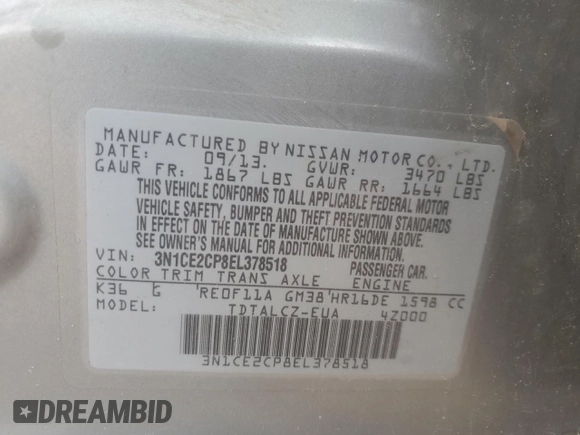 MANUFACTURED BY NISSAN MOTOR CO., LTD.
DATE: 09/13. GVWR: 3470 LBS
GAWR FR: 1867 LBS GAWR RR: 1664 LBS
THIS VEHICLE CONFORMS TO ALL APPLICABLE FEDERAL MOTOR
VEHICLE SAFETY, BUMPER AND THEFT PREVENTION STANDARDS
IN EFFECT ON THE DATE OF MANUFACTURE SHOWN ABOVE.
SEE OWNER'S MANUAL FOR ADDITIONAL INFORMATION.
VIN: 3N1CE2CP8EL378518 PASSENGER CAR.
COLOR TRIM TRANS AXLE ENGINE
K36 G 'RE0F11A GM38'HR16DE 1598 CC
MODEL: TDTALCZ-EUA 4Z000
3N1CE2CP8EL378518
DREAMBID